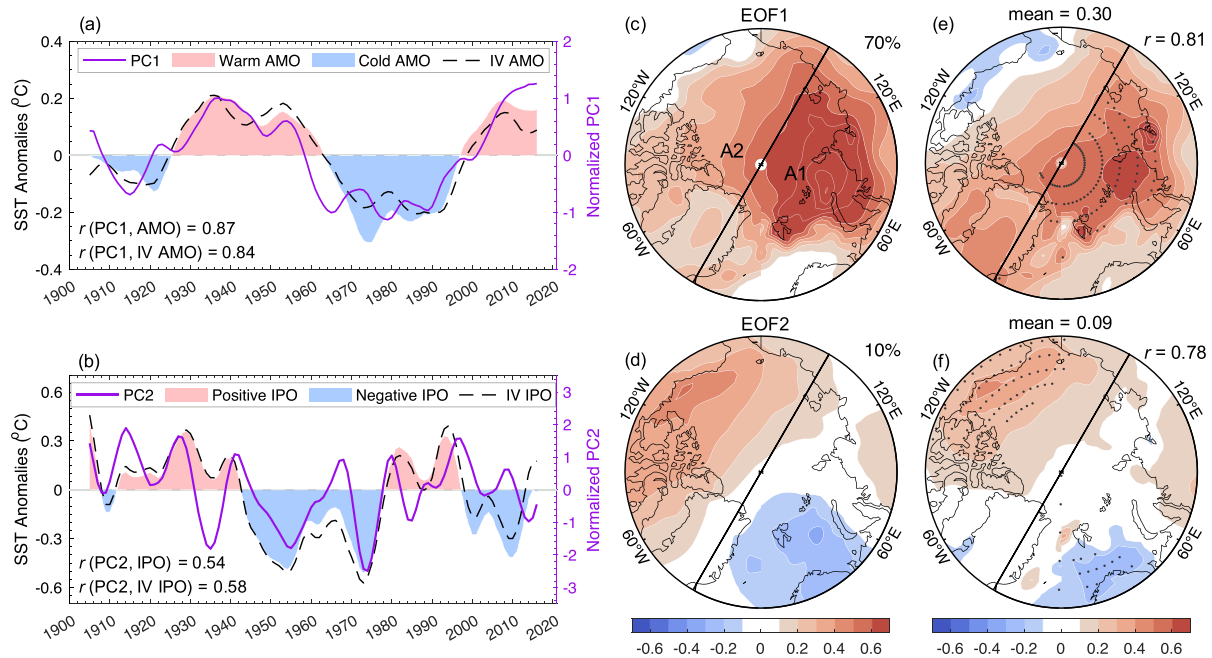 (a)
PC1 Warm AMO Cold AMO IV AMO
SST Anomalies (⁰C)
0.4
0.2
0
-0.2
-0.4
2
1
0
-1
-2
Normalized PC1
r (PC1, AMO) = 0.87
r (PC1, IV AMO) = 0.84
1900 1910 1920 1930 1940 1950 1960 1970 1980 1990 2000 2010 2020
(b)
PC2 Positive IPO Negative IPO IV IPO
SST Anomalies (⁰C)
0.6
0.3
0
-0.3
-0.6
3
2
1
0
-1
-2
-3
Normalized PC2
r (PC2, IPO) = 0.54
r (PC2, IV IPO) = 0.58
1900 1910 1920 1930 1940 1950 1960 1970 1980 1990 2000 2010 2020
(c) EOF1
70%
120°W
120°E
A2
A1
60°W
60°E
(e) mean = 0.30
r = 0.81
120°W
120°E
60°W
60°E
(d) EOF2
10%
120°W
120°E
60°W
60°E
(f) mean = 0.09
r = 0.78
120°W
120°E
60°W
60°E
-0.6 -0.4 -0.2 0 0.2 0.4 0.6
-0.6 -0.4 -0.2 0 0.2 0.4 0.6